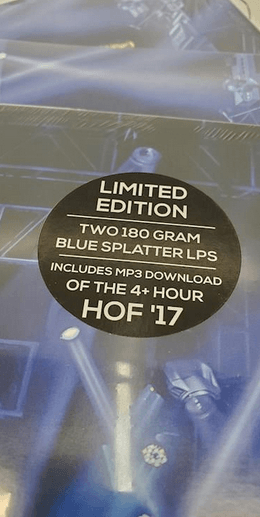 LIMITED
EDITION
TWO 180 GRAM
BLUE SPLATTER LPS
INCLUDES MP3 DOWNLOAD
OF THE 4+ HOUR
HOF '17